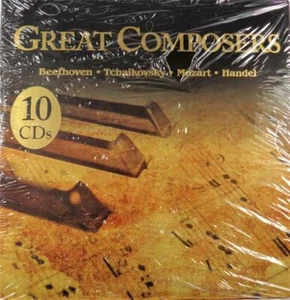 GREAT COMPOSERS
Beethoven • Tchaikovsky • Mozart • Handel
10
CDs